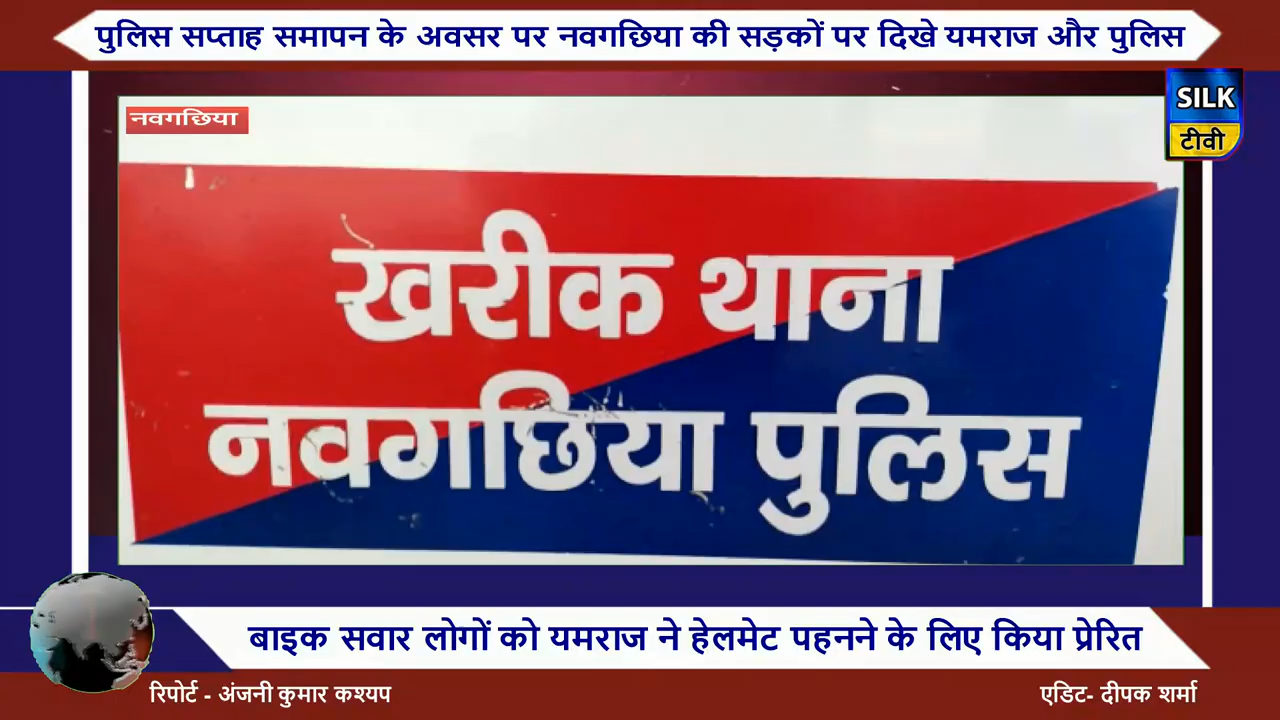 पुलिस सप्ताह समापन के अवसर पर नवगछिया की सड़कों पर दिखे यमराज और पुलिस
नवगछिया
SILK
टीवी
खरीक थाना
नवगछिया पुलिस
बाइक सवार लोगों को यमराज ने हेलमेट पहनने के लिए किया प्रेरित
रिपोर्ट - अंजनी कुमार कश्यप
एडिट- दीपक शर्मा